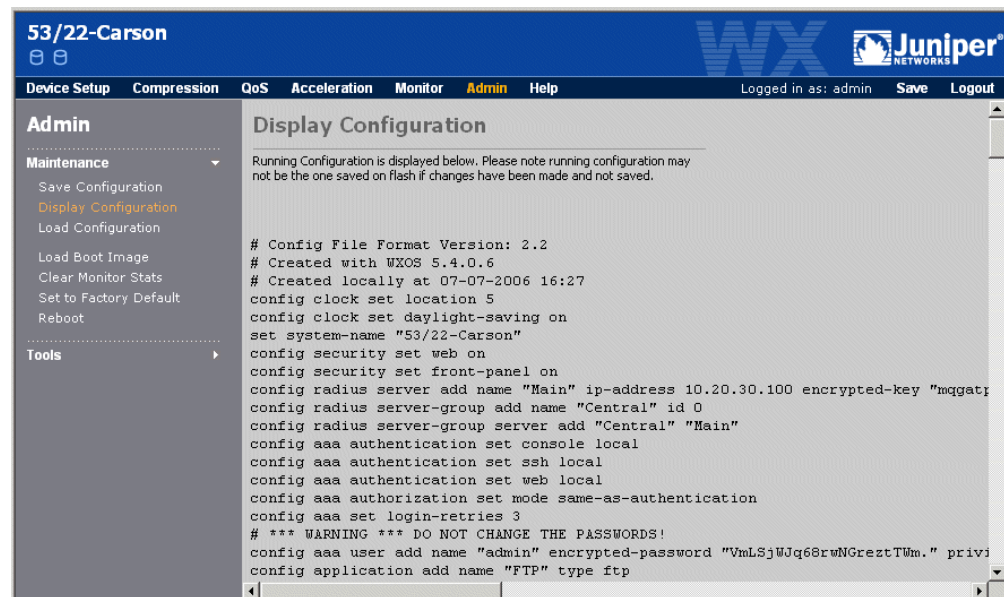 53/22-Carson
WX
Juniper®
NETWORKS
Device Setup Compression QoS Acceleration Monitor Admin Help Logged in as: admin Save Logout
Admin
Maintenance
Save Configuration
Display Configuration
Load Configuration
Load Boot Image
Clear Monitor Stats
Set to Factory Default
Reboot
Tools
Display Configuration
Running Configuration is displayed below. Please note running configuration may
not be the one saved on flash if changes have been made and not saved.
# Config File Format Version: 2.2
# Created with WXOS 5.4.0.6
# Created locally at 07-07-2006 16:27
config clock set location 5
config clock set daylight-saving on
set system-name "53/22-Carson"
config security set web on
config security set front-panel on
config radius server add name "Main" ip-address 10.20.30.100 encrypted-key "mqgatp
config radius server-group add name "Central" id 0
config radius server-group server add "Central" "Main"
config aaa authentication set console local
config aaa authentication set ssh local
config aaa authentication set web local
config aaa authorization set mode same-as-authentication
config aaa set login-retries 3
# *** WARNING *** DO NOT CHANGE THE PASSWORDS!
config aaa user add name "admin" encrypted-password "VmLSjWJq68rwNGreztTWm." privi
config application add name "FTP" type ftp